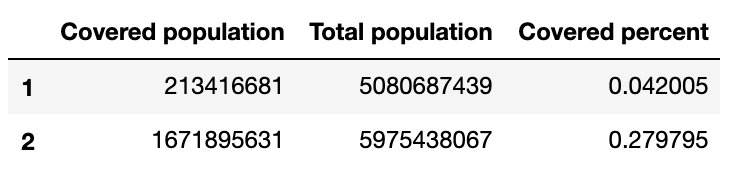 Covered population Total population Covered percent
1 213416681 5080687439 0.042005
2 1671895631 5975438067 0.279795